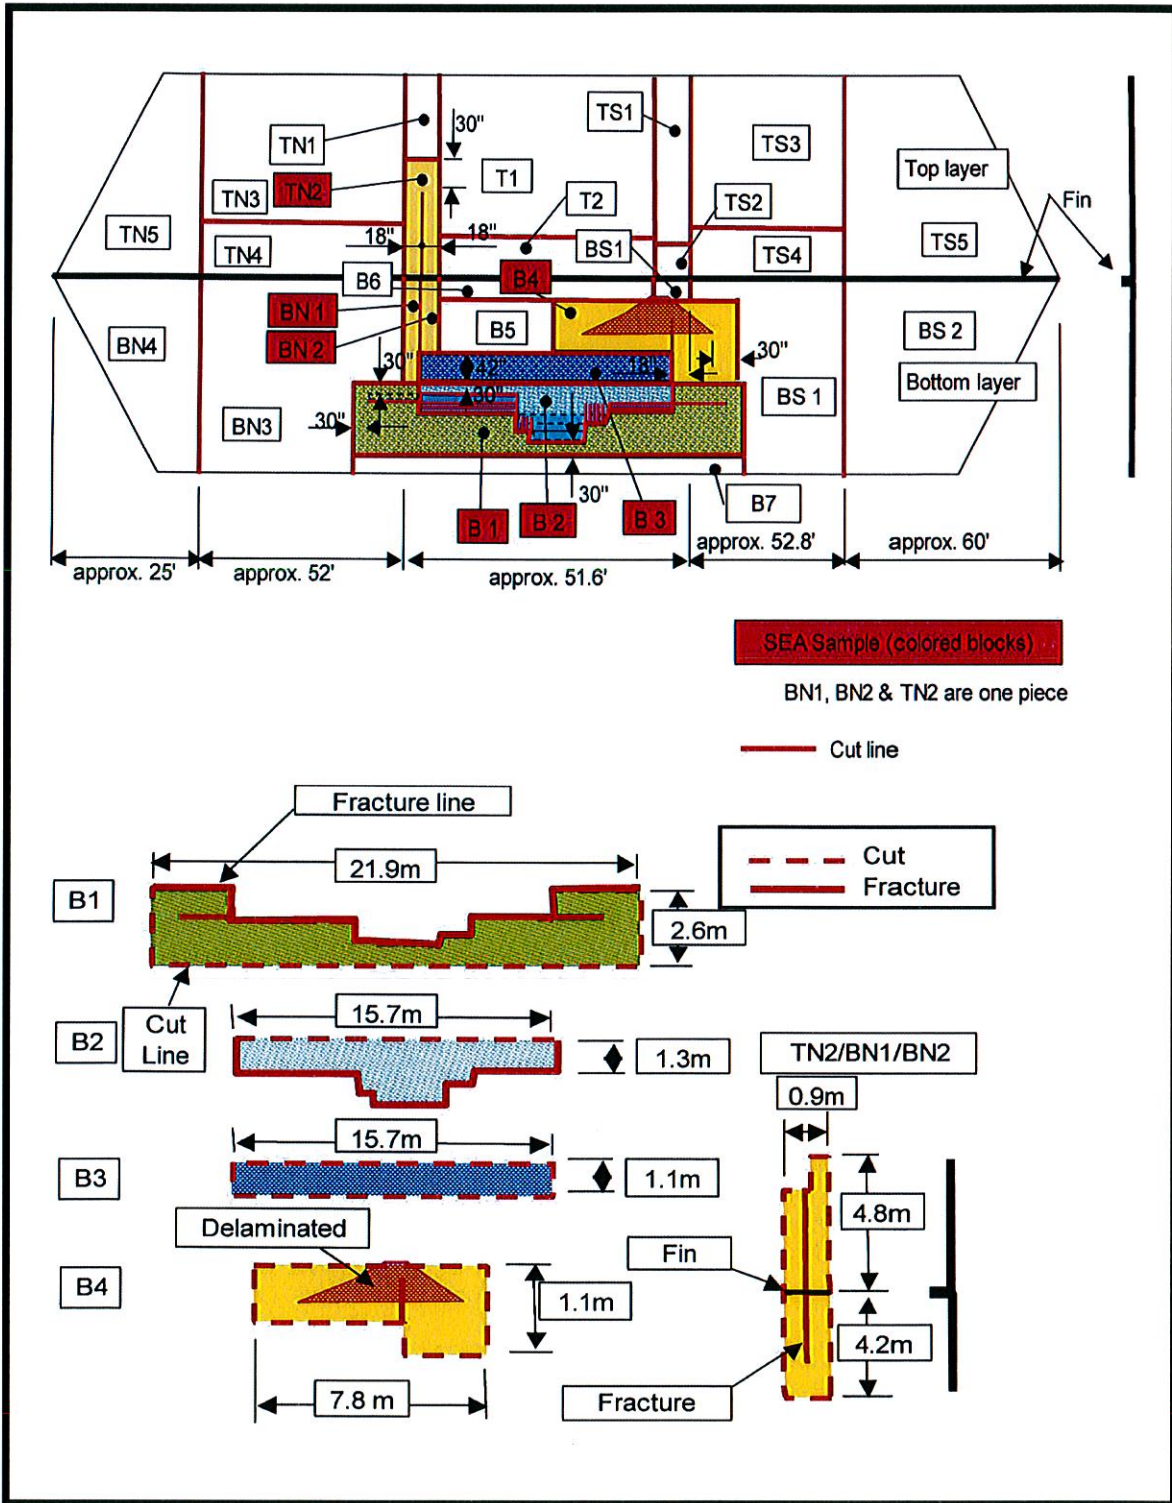 TS1
30"
TN1
TS3
T1
Top layer
TN3
TN2
T2
TS2
Fin
TN5
TS5
18"
18"
TN4
BS1
TS4
B6
B4
BN 1
B5
BS 2
BN4
BN 2
30"
30"
42"
18"
Bottom layer
30"
BS 1
BN3
30"
30"
B7
B 1
B 2
B 3
approx. 25'
approx. 52'
approx. 51.6'
approx. 52.8'
approx. 60'
SEA Sample (colored blocks)
BN1, BN2 & TN2 are one piece
Cut line
Fracture line
21.9m
Cut
Fracture
B1
2.6m
Cut
Line
15.7m
B2
1.3m
TN2/BN1/BN2
0.9m
15.7m
B3
1.1m
4.8m
Delaminated
Fin
B4
1.1m
4.2m
7.8 m
Fracture